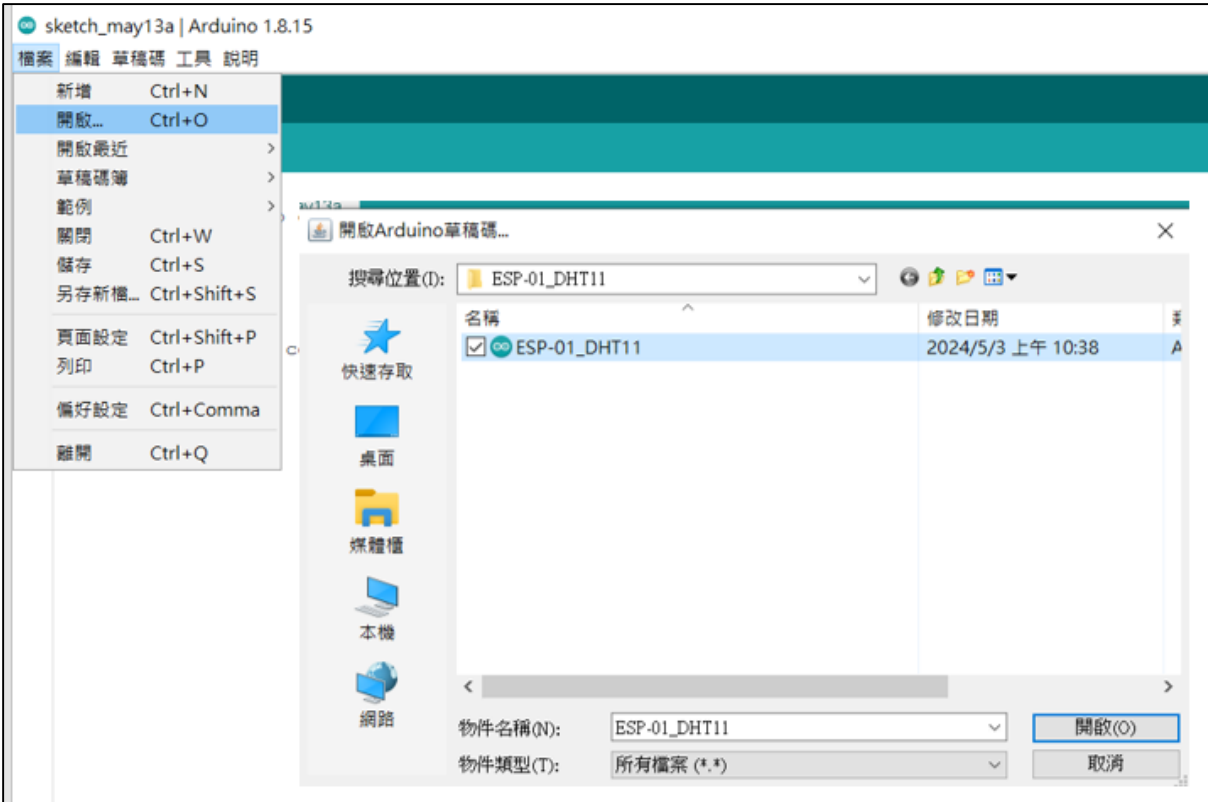 sketch_may13a | Arduino 1.8.15
檔案 編輯 草稿碼 工具 說明
新增 Ctrl+N
開啟... Ctrl+O
開啟最近 >
草稿碼簿 >
範例 >
關閉 Ctrl+W
儲存 Ctrl+S
另存新檔... Ctrl+Shift+S
頁面設定 Ctrl+Shift+P
列印 Ctrl+P
偏好設定 Ctrl+Comma
離開 Ctrl+Q
開啟Arduino草稿碼...
搜尋位置(I): ESP-01_DHT11
名稱 修改日期
ESP-01_DHT11 2024/5/3 上午 10:38 A
快速存取
桌面
媒體櫃
本機
網路
物件名稱(N): ESP-01_DHT11 開啟(O)
物件類型(T): 所有檔案 (*.*) 取消